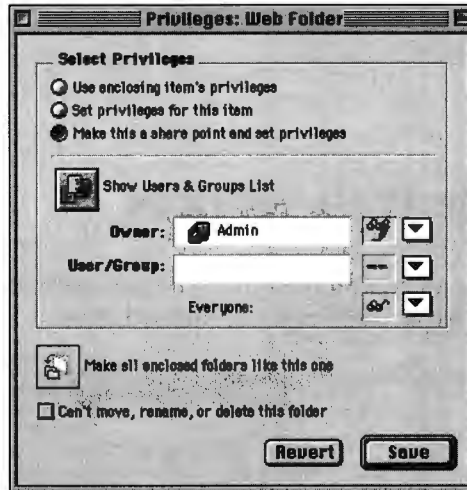 Privileges: Web Folder
Select Privileges
Use enclosing item's privileges
Set privileges for this item
Make this a share point and set privileges
Show Users & Groups List
Owner: Admin
User/Group:
Everyone:
Make all enclosed folders like this one
Can't move, rename, or delete this folder
Revert Save